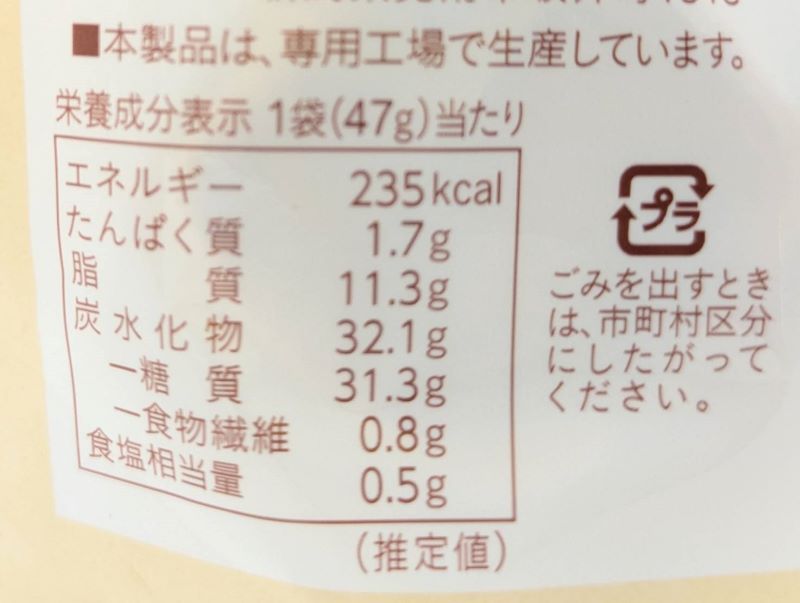 ■本製品は、専用工場で生産しています。
栄養成分表示 1袋(47g)当たり
エネルギー 235kcal
たんぱく質 1.7g
脂質 11.3g
炭水化物 32.1g
－糖質 31.3g
－食物繊維 0.8g
食塩相当量 0.5g
(推定値)
プラ
ごみを出すとき
は、市町村区分
にしたがって
ください。